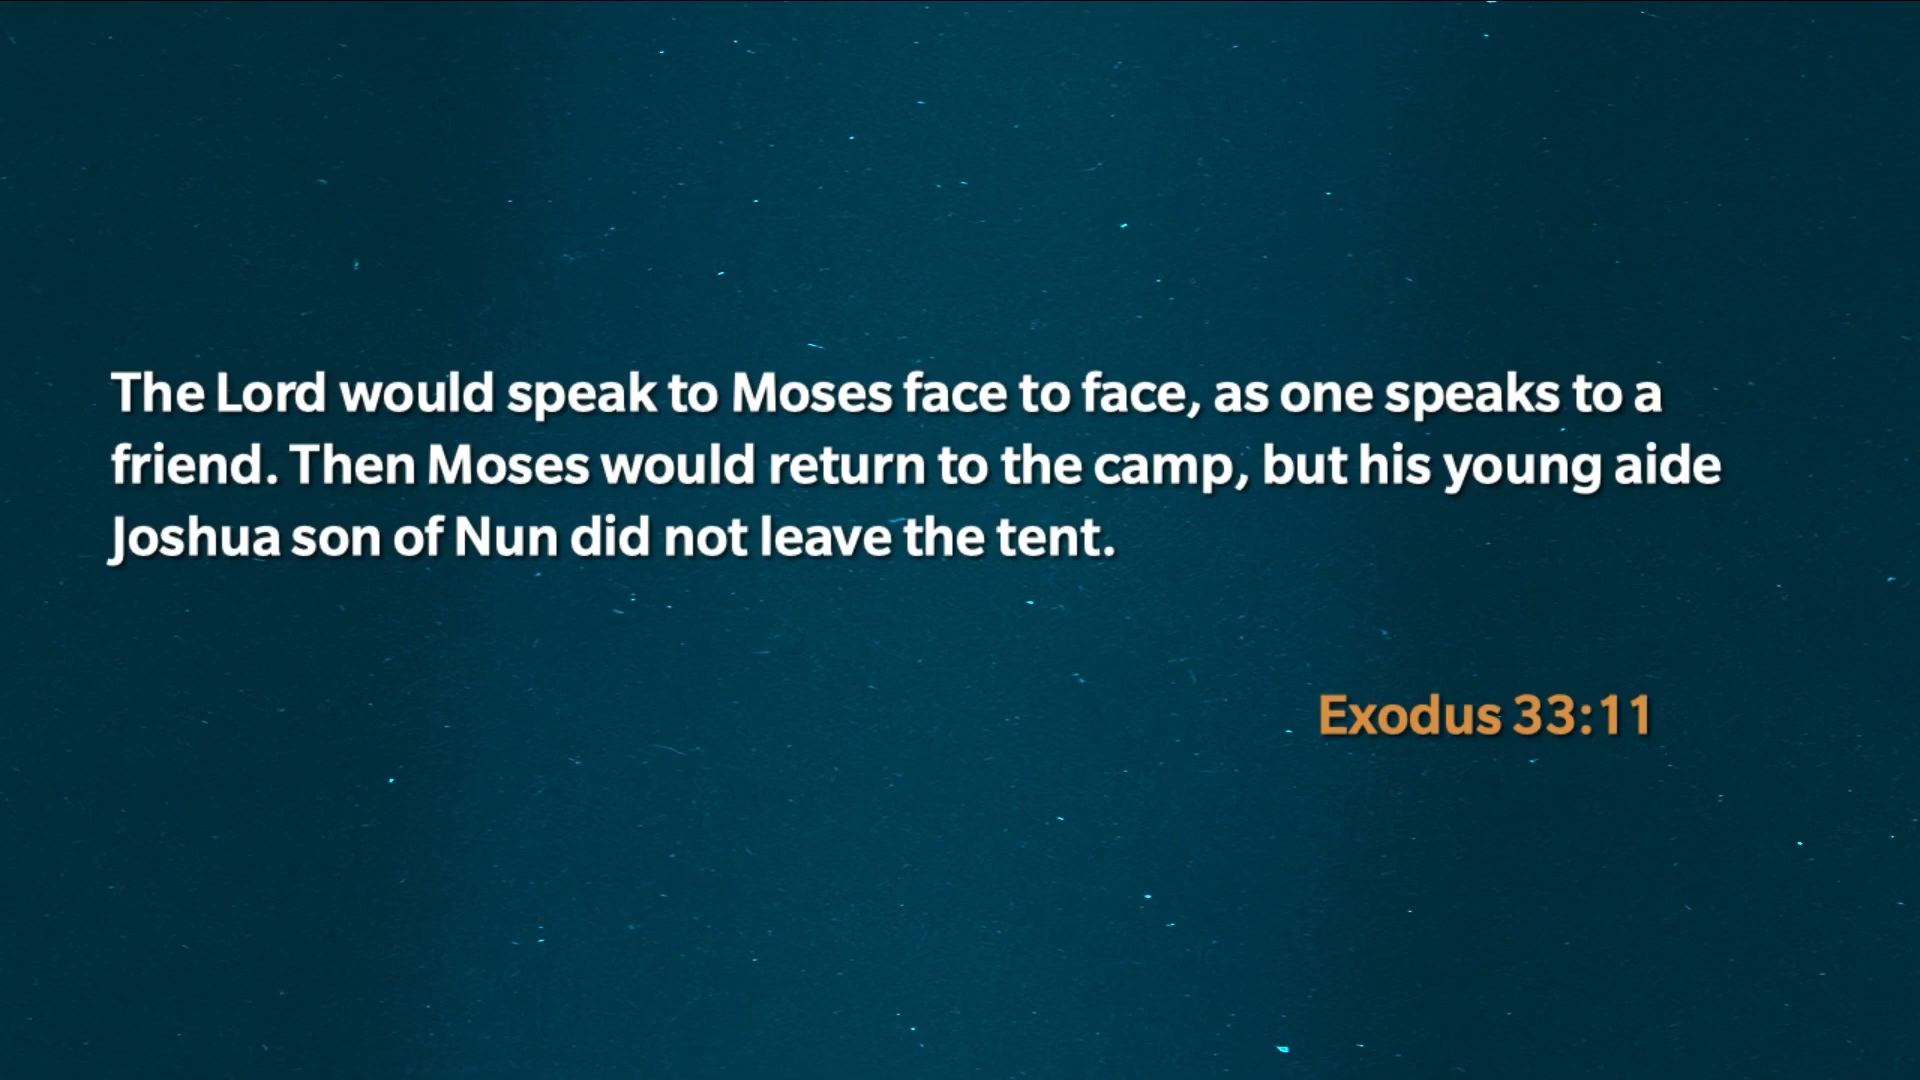 The Lord would speak to Moses face to face, as one speaks to a
friend. Then Moses would return to the camp, but his young aide
Joshua son of Nun did not leave the tent.
Exodus 33:11